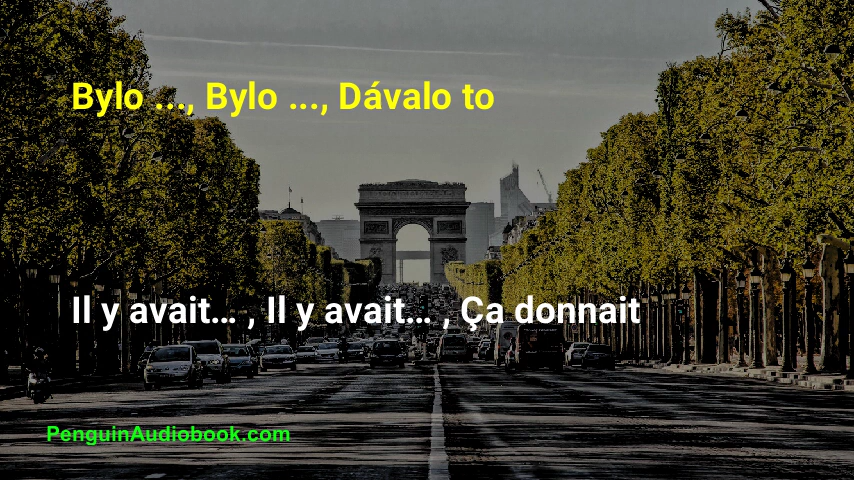 Bylo ..., Bylo ..., Dávalo to
Il y avait… , Il y avait… , Ça donnait
PenguinAudiobook.com